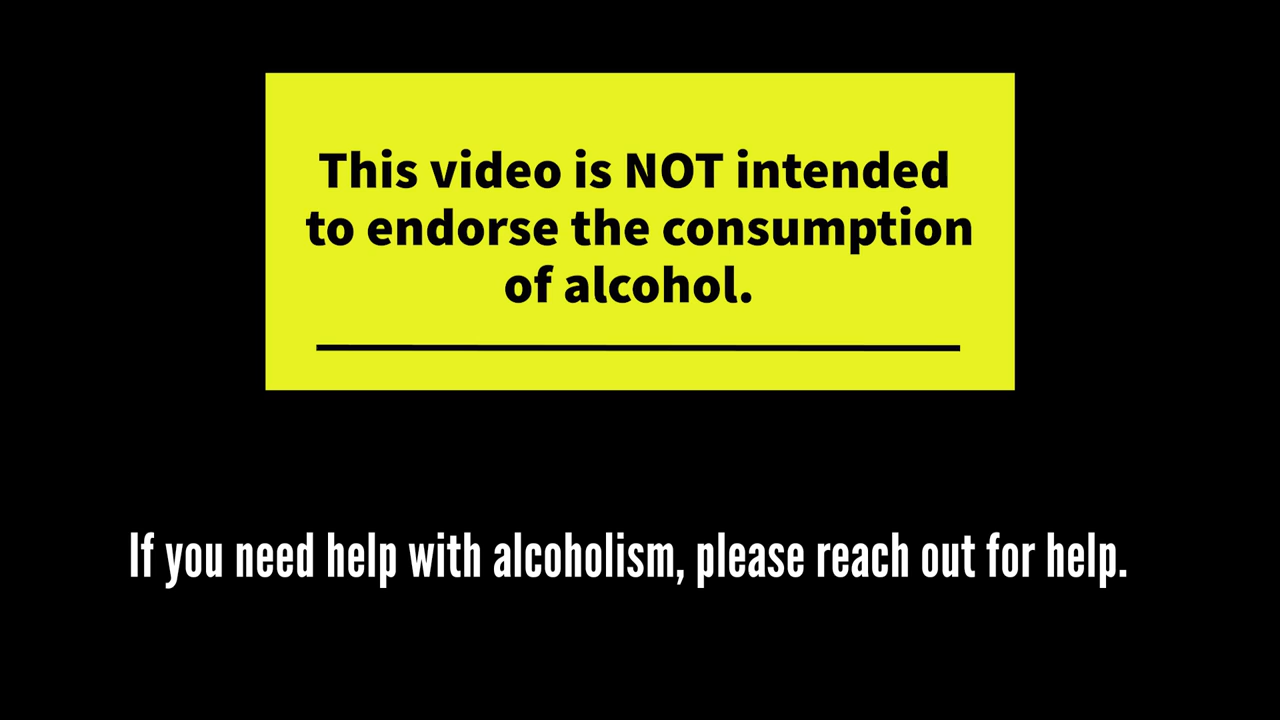 This video is NOT intended
to endorse the consumption
of alcohol.
If you need help with alcoholism, please reach out for help.